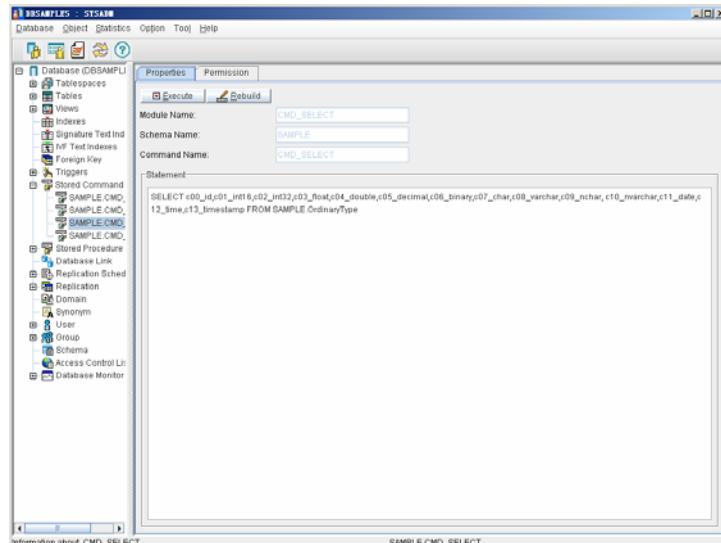 DBSAMPLES : SYSADM
Database Object Statistics Option Tool Help
Database (DBSAMPLI
Tablespaces
Tables
Views
Indexes
Signature Text Ind
IVF Text Indexes
Foreign Key
Triggers
Stored Command
SAMPLE.CMD_
SAMPLE.CMD_
SAMPLE.CMD_
SAMPLE.CMD_
Stored Procedure
Database Link
Replication Sched
Replication
Domain
Synonym
User
Group
Schema
Access Control Lis
Database Monitor
Properties Permission
Execute Rebuild
Module Name: CMD_SELECT
Schema Name: SAMPLE
Command Name: CMD_SELECT
Statement
SELECT c00_id,c01_int16,c02_int32,c03_float,c04_double,c05_decimal,c06_binary,c07_char,c08_varchar,c09_nchar, c10_nvarchar,c11_date,c
12_time,c13_timestamp FROM SAMPLE.OrdinaryType
Information about CMD_SELECT SAMPLE.CMD_SELECT